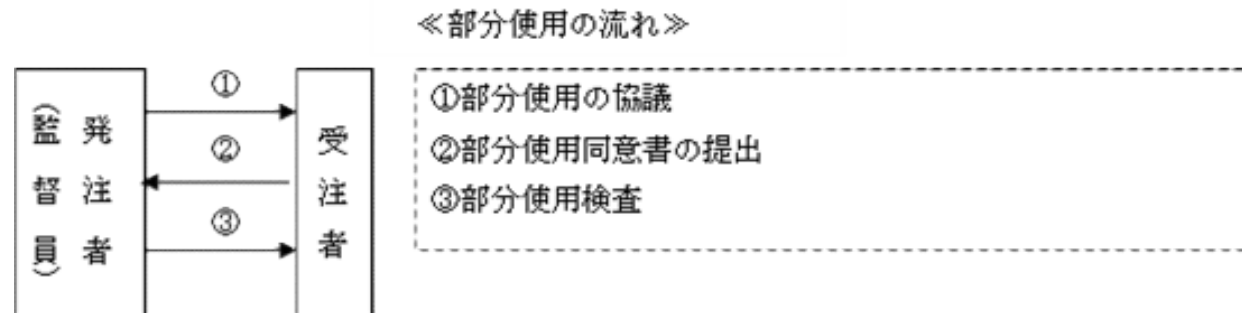 ≪部分使用の流れ≫
発注者
(監督員)
①
②
③
受注者
①部分使用の協議
②部分使用同意書の提出
③部分使用検査